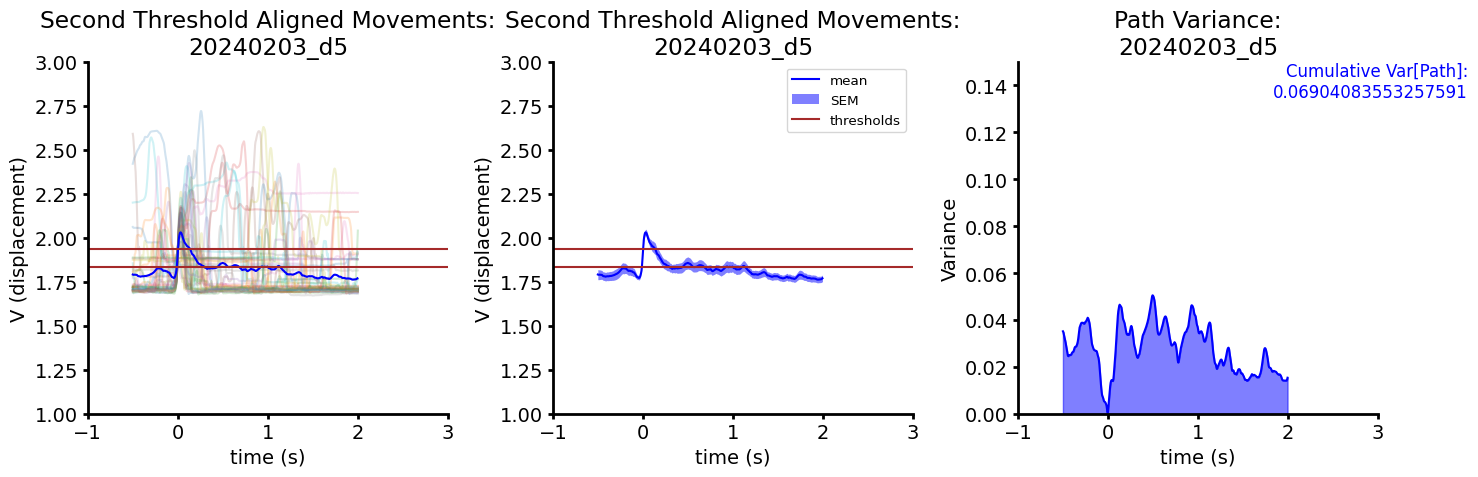 Second Threshold Aligned Movements:
20240203_d5
3.00
2.75
2.50
2.25
2.00
1.75
1.50
1.25
1.00
V (displacement)
−1
0
1
2
3
time (s)
Second Threshold Aligned Movements:
20240203_d5
mean
SEM
thresholds
3.00
2.75
2.50
2.25
2.00
1.75
1.50
1.25
1.00
V (displacement)
−1
0
1
2
3
time (s)
Path Variance:
20240203_d5
Cumulative Var[Path]:
0.06904083553257591
0.14
0.12
0.10
0.08
0.06
0.04
0.02
0.00
Variance
−1
0
1
2
3
time (s)